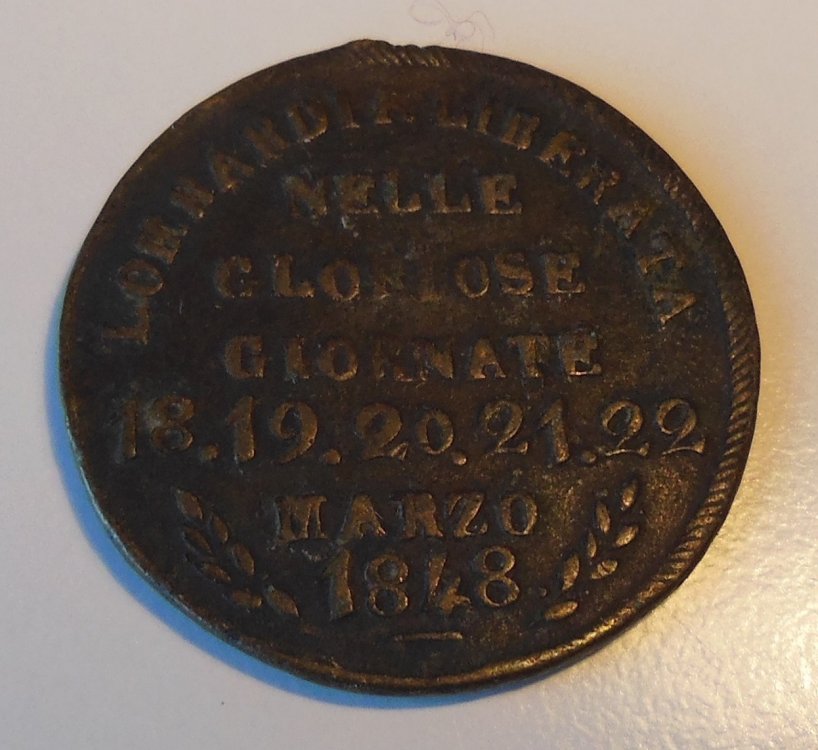 LOMBARDIA LIBERATA
NELLE
GLORIOSE
GIORNATE
18.19.20.21.22
MARZO
1848